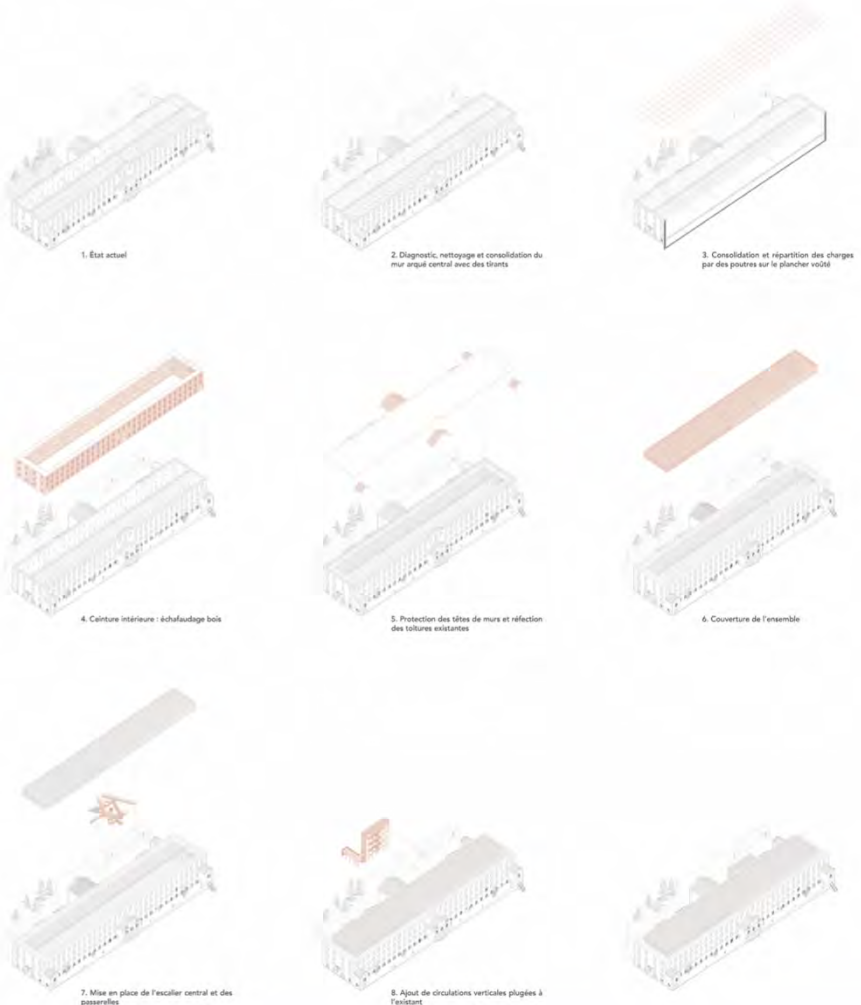 1. État actuel
2. Diagnostic, nettoyage et consolidation du
mur arqué central avec des tirants
3. Consolidation et répartition des charges
par des poutres sur le plancher voûté
4. Ceinture intérieure : échafaudage bois
5. Protection des têtes de murs et réfection
des toitures existantes
6. Couverture de l'ensemble
7. Mise en place de l'escalier central et des
passerelles
8. Ajout de circulations verticales plugées à
l'existant